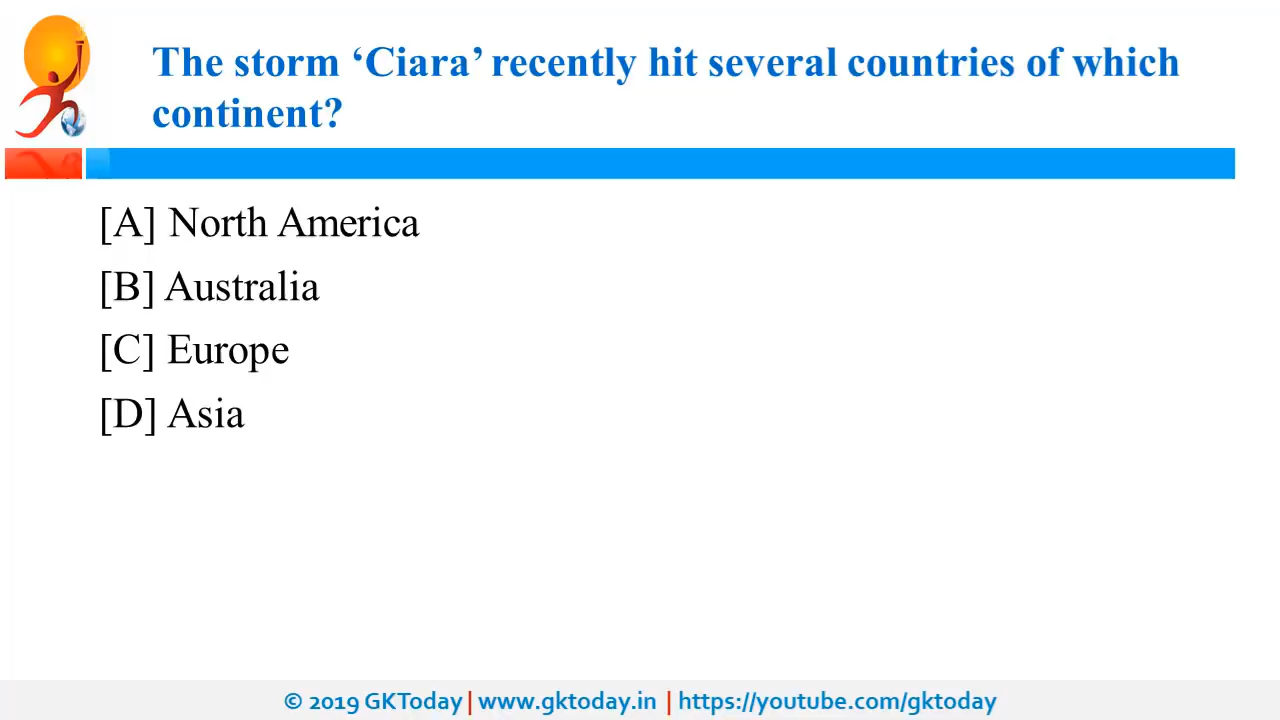 The storm ‘Ciara’ recently hit several countries of which
continent?
[A] North America
[B] Australia
[C] Europe
[D] Asia
© 2019 GKToday | www.gktoday.in | https://youtube.com/gktoday